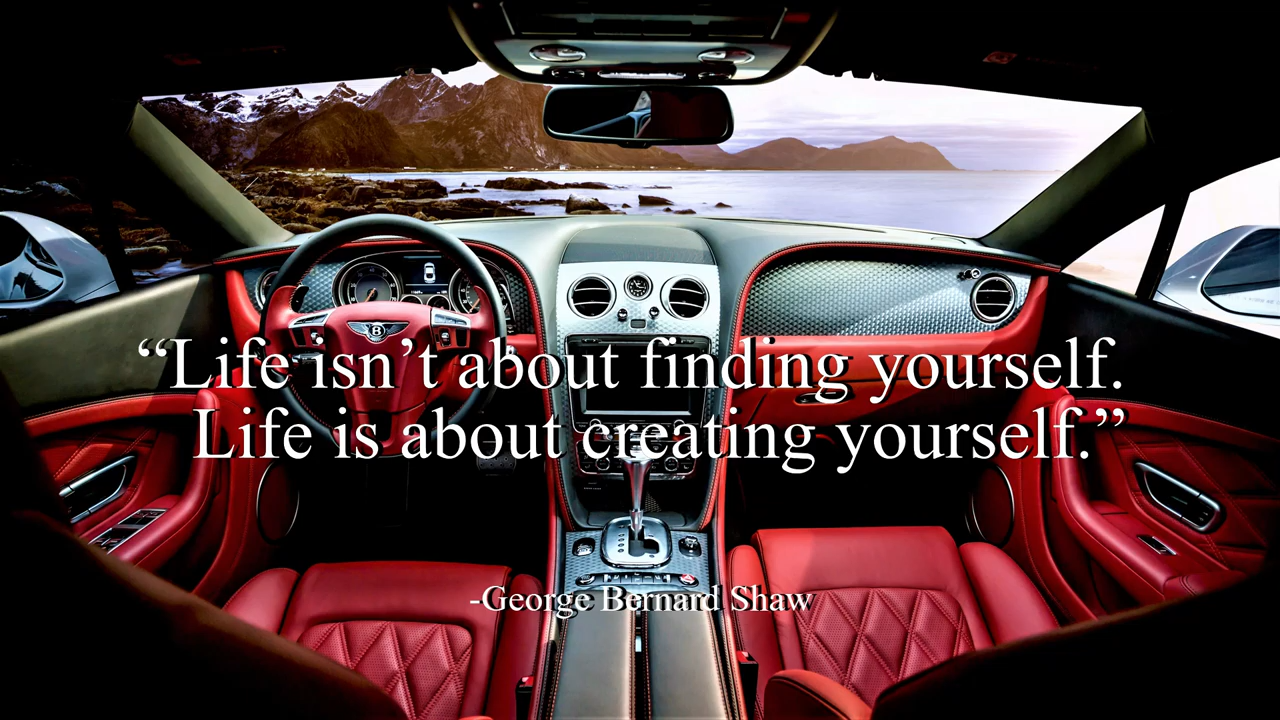 “Life isn’t about finding yourself.
Life is about creating yourself.”
-George Bernard Shaw